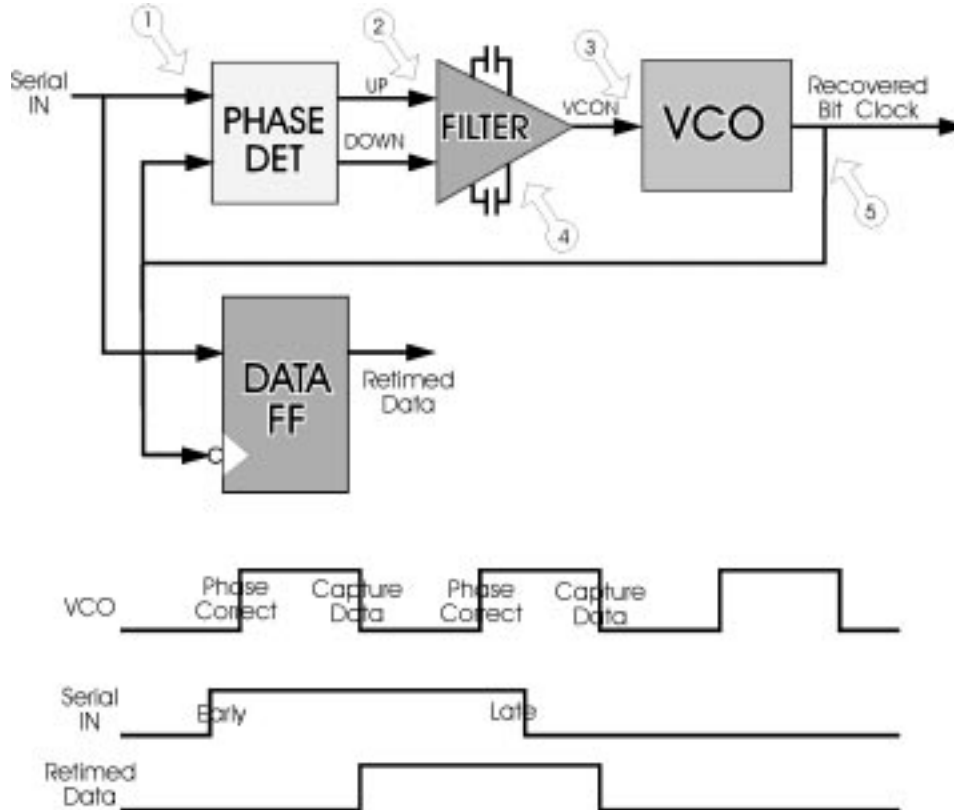 1
2
3
Serial
IN
PHASE
DET
UP
DOWN
FILTER
VCON
VCO
Recovered
Bit Clock
4
5
DATA
FF
C
Retimed
Data
VCO
Phase
Correct
Capture
Data
Phase
Correct
Capture
Data
Serial
IN
Early
Late
Retimed
Data